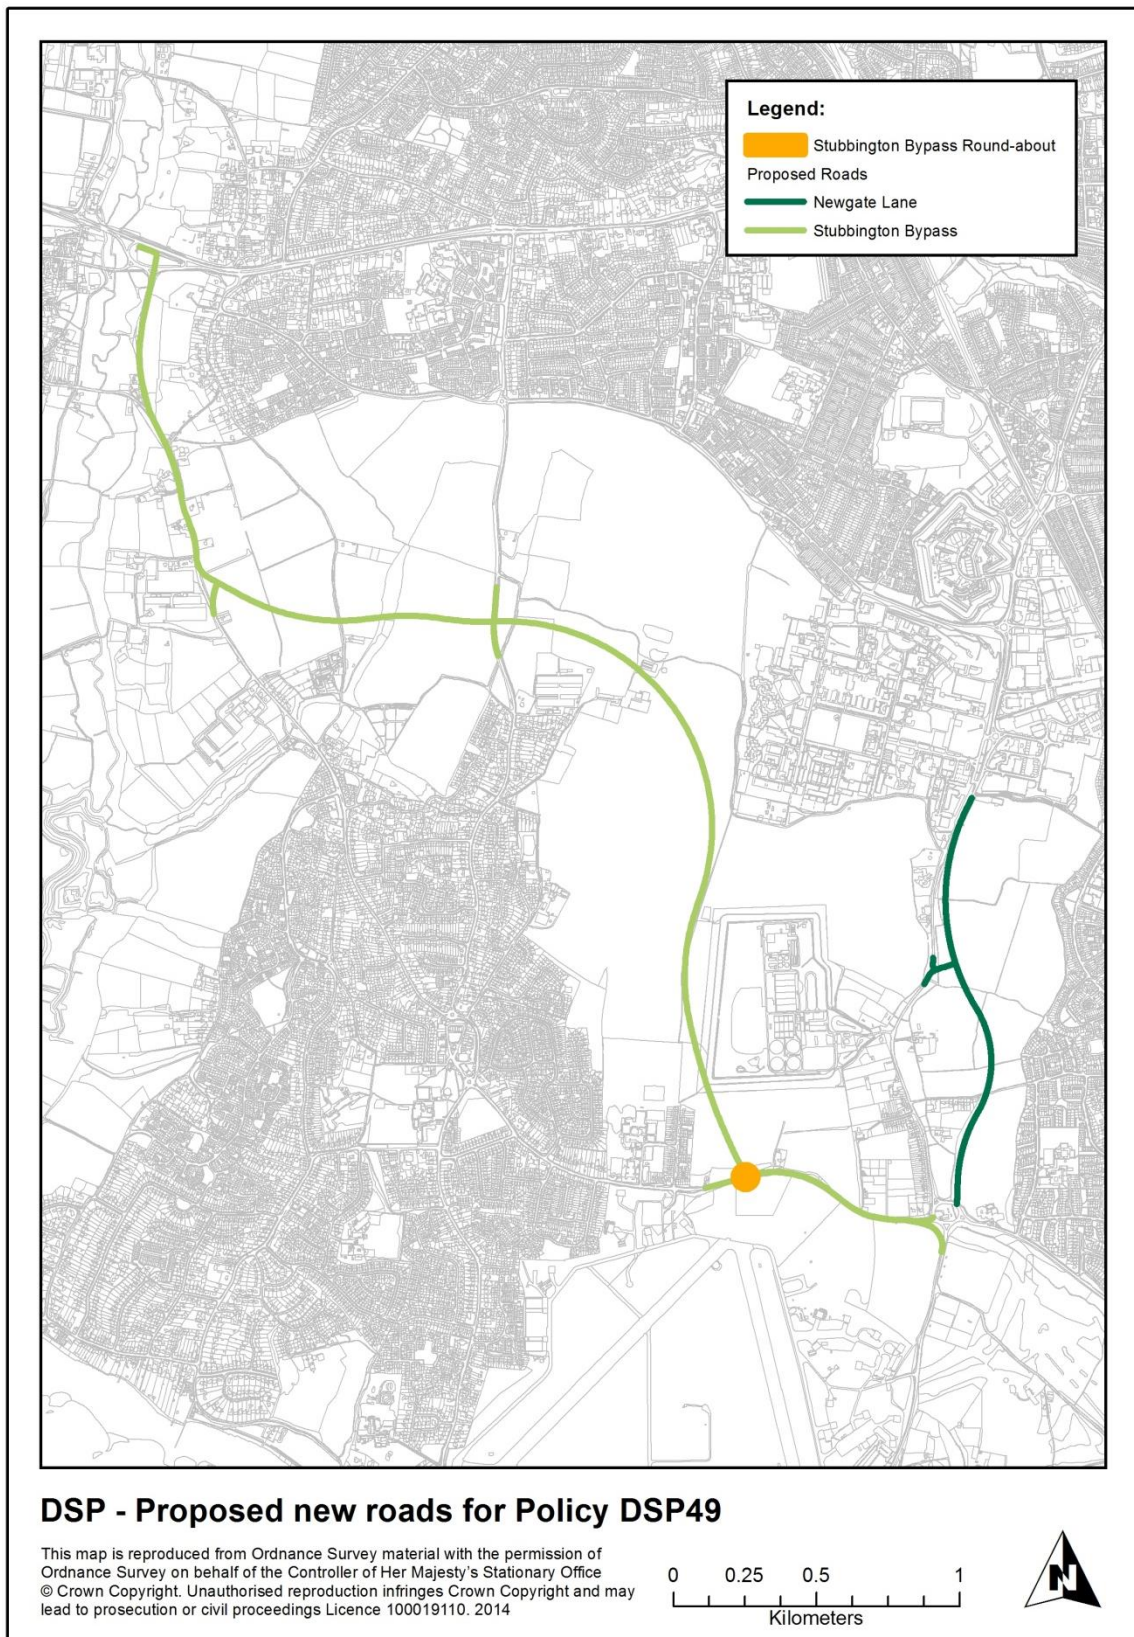 Legend:
Stubbington Bypass Round-about
Proposed Roads
Newgate Lane
Stubbington Bypass
DSP - Proposed new roads for Policy DSP49
This map is reproduced from Ordnance Survey material with the permission of
Ordnance Survey on behalf of the Controller of Her Majesty's Stationary Office
© Crown Copyright. Unauthorised reproduction infringes Crown Copyright and may
lead to prosecution or civil proceedings Licence 100019110. 2014
0 0.25 0.5 1
Kilometers
N